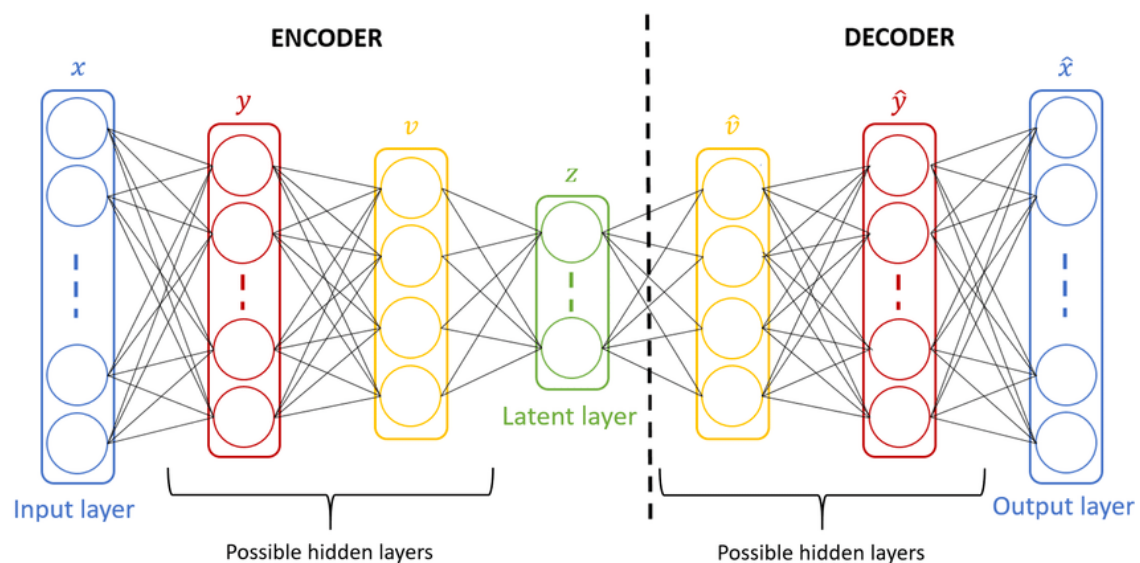 ENCODER
DECODER
x
y
v
z
v̂
ŷ
x̂
Latent layer
Input layer
Output layer
Possible hidden layers
Possible hidden layers